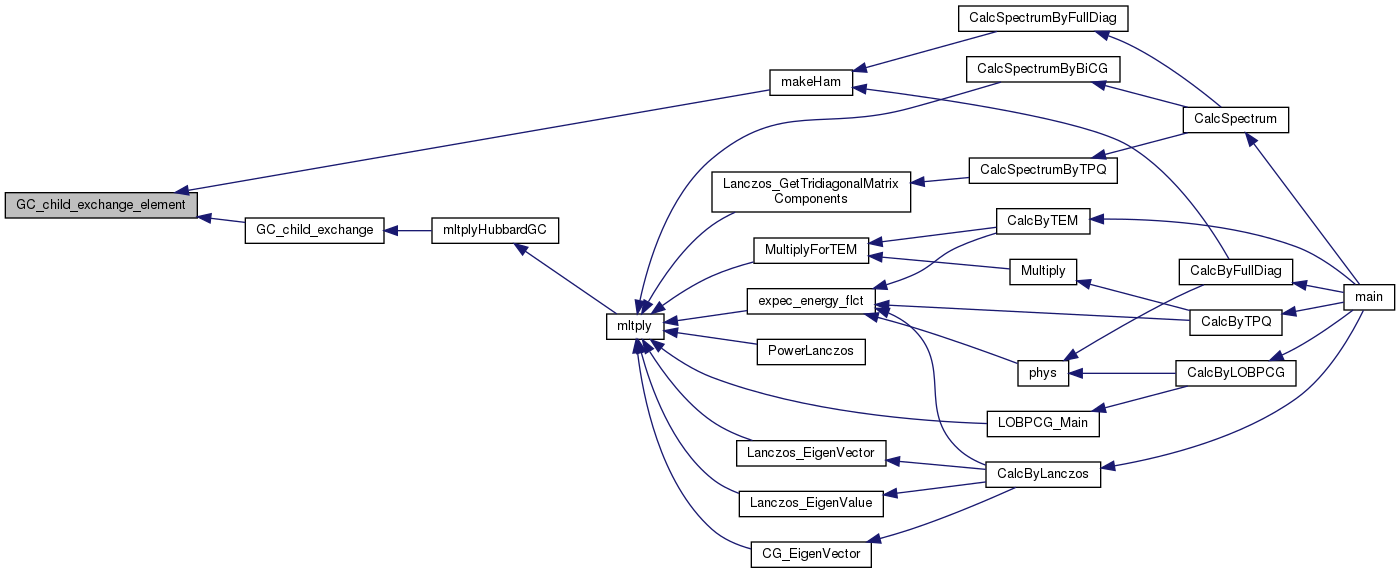 CalcSpectrumByFullDiag
CalcSpectrumByBiCG
makeHam
CalcSpectrum
CalcSpectrumByTPQ
Lanczos_GetTridiagonalMatrix
Components
GC_child_exchange_element
GC_child_exchange
mltplyHubbardGC
CalcByTEM
MultiplyForTEM
Multiply
CalcByFullDiag
expec_energy_flct
main
mltply
CalcByTPQ
PowerLanczos
phys
CalcByLOBPCG
LOBPCG_Main
Lanczos_EigenVector
CalcByLanczos
Lanczos_EigenValue
CG_EigenVector